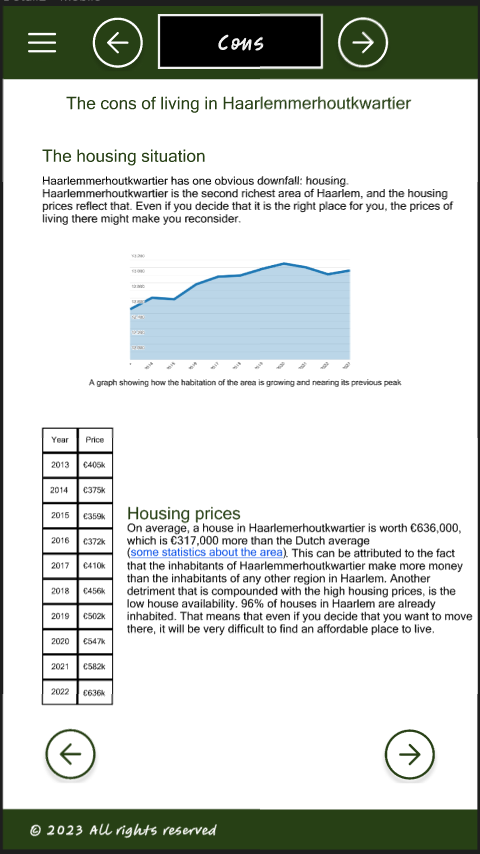 Cons
The cons of living in Haarlemmerhoutkwartier
The housing situation
Haarlemmerhoutkwartier has one obvious downfall: housing.
Haarlemmerhoutkwartier is the second richest area of Haarlem, and the housing
prices reflect that. Even if you decide that it is the right place for you, the prices of
living there might make you reconsider.
A graph showing how the habitation of the area is growing and nearing its previous peak
Year Price
2013 €405k
2014 €375k
2015 €359k
2016 €372k
2017 €410k
2018 €456k
2019 €502k
2020 €547k
2021 €582k
2022 €636k
Housing prices
On average, a house in Haarlemerhoutkwartier is worth €636,000,
which is €317,000 more than the Dutch average
(some statistics about the area). This can be attributed to the fact
that the inhabitants of Haarlemmerhoutkwartier make more money
than the inhabitants of any other region in Haarlem. Another
detriment that is compounded with the high housing prices, is the
low house availability. 96% of houses in Haarlem are already
inhabited. That means that even if you decide that you want to move
there, it will be very difficult to find an affordable place to live.
© 2023 All rights reserved